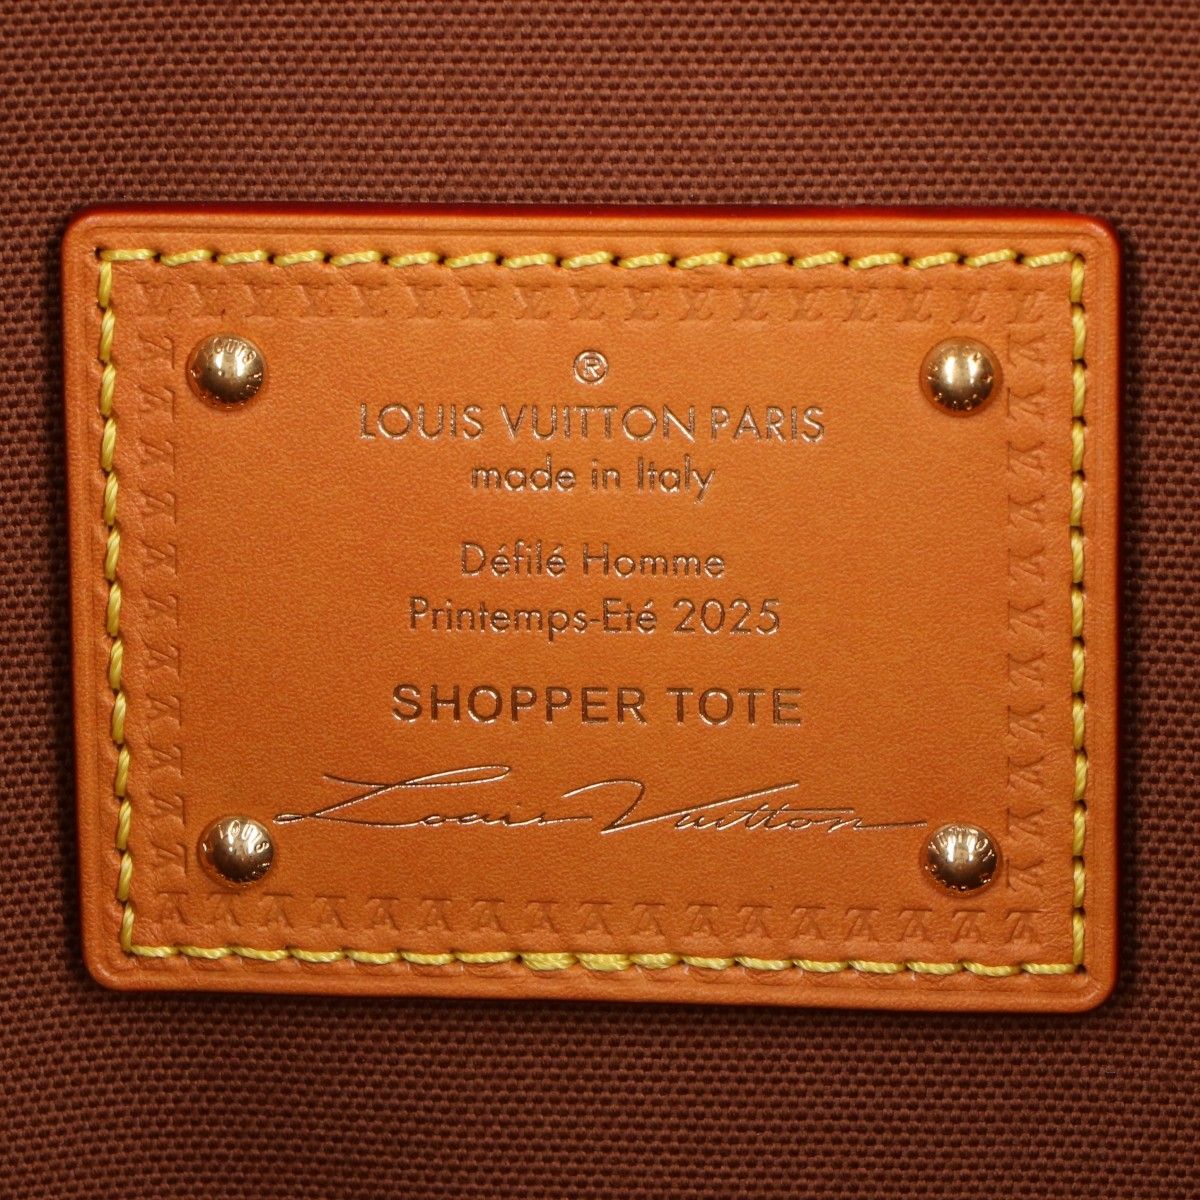 ®
LOUIS VUITTON PARIS
made in Italy
Défilé Homme
Printemps-Eté 2025
SHOPPER TOTE
Louis Vuitton